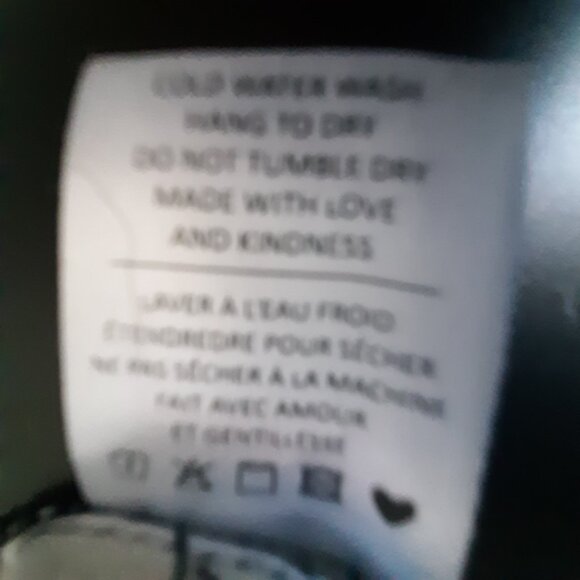 COLD WATER WASH
HANG TO DRY
DO NOT TUMBLE DRY
MADE WITH LOVE
AND KINDNESS
LAVER À L'EAU FROID
ÉTENDREDRE POUR SÉCHER
NE PAS SÉCHER À LA MACHINE
FAIT AVEC AMOUR
ET GENTILLESSE